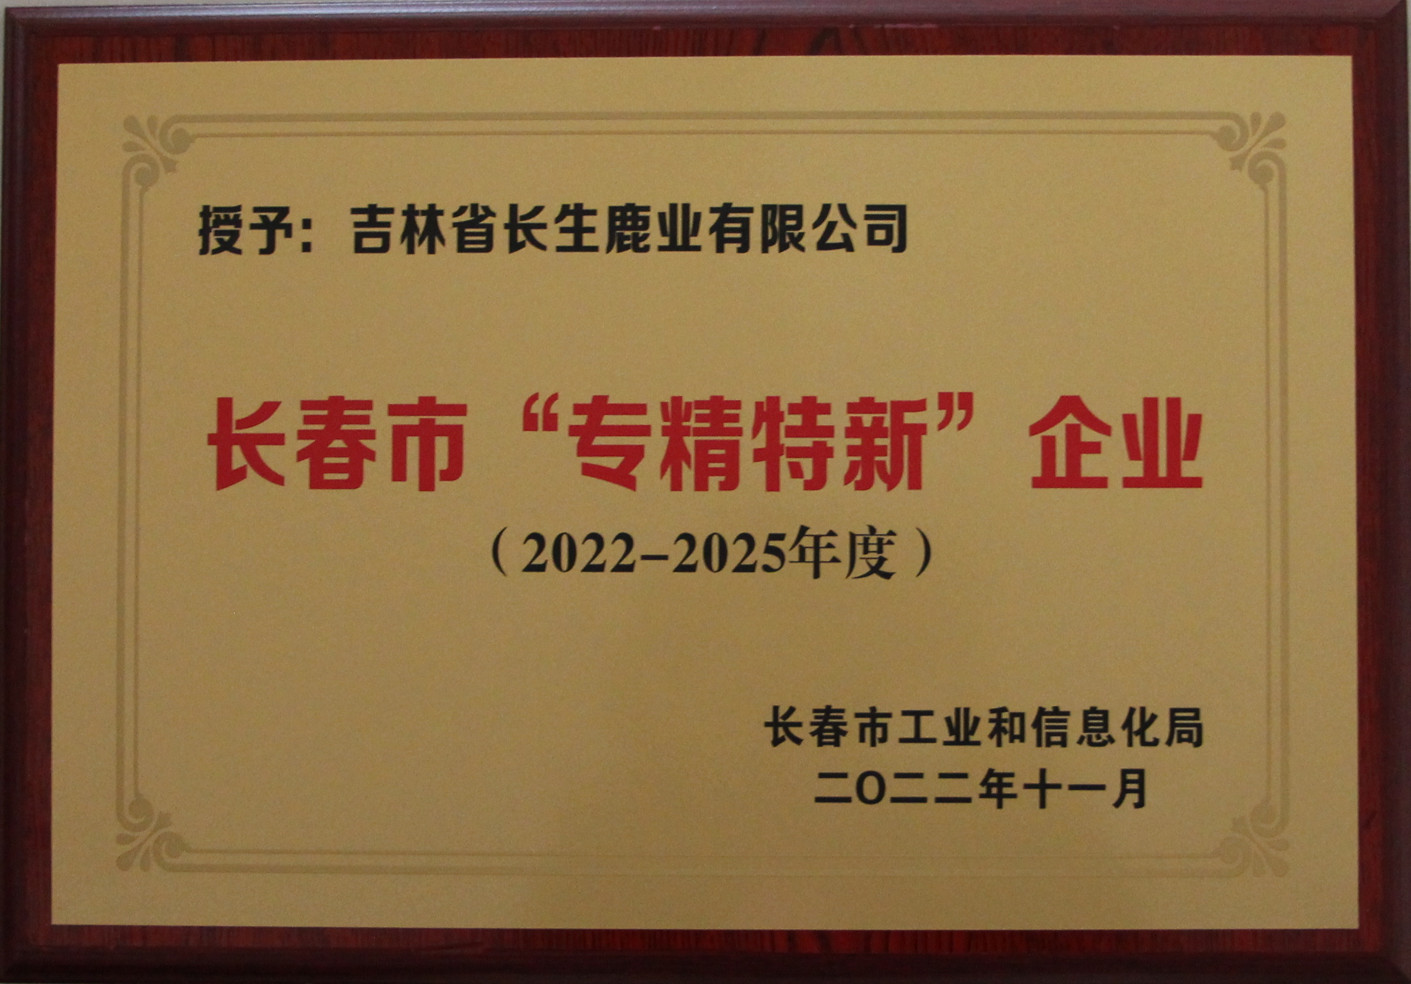 授予：吉林省长生鹿业有限公司
长春市“专精特新”企业
（2022-2025年度）
长春市工业和信息化局
二〇二二年十一月